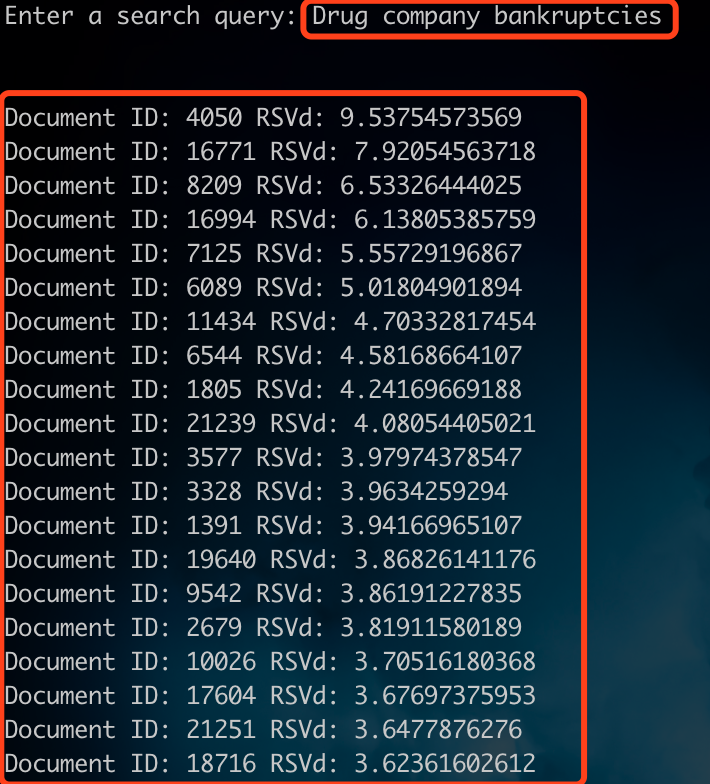 Enter a search query: Drug company bankruptcies
Document ID: 4050 RSVd: 9.53754573569
Document ID: 16771 RSVd: 7.92054563718
Document ID: 8209 RSVd: 6.53326444025
Document ID: 16994 RSVd: 6.13805385759
Document ID: 7125 RSVd: 5.55729196867
Document ID: 6089 RSVd: 5.01804901894
Document ID: 11434 RSVd: 4.70332817454
Document ID: 6544 RSVd: 4.58168664107
Document ID: 1805 RSVd: 4.24169669188
Document ID: 21239 RSVd: 4.08054405021
Document ID: 3577 RSVd: 3.97974378547
Document ID: 3328 RSVd: 3.9634259294
Document ID: 1391 RSVd: 3.94166965107
Document ID: 19640 RSVd: 3.86826141176
Document ID: 9542 RSVd: 3.86191227835
Document ID: 2679 RSVd: 3.81911580189
Document ID: 10026 RSVd: 3.70516180368
Document ID: 17604 RSVd: 3.67697375953
Document ID: 21251 RSVd: 3.6477876276
Document ID: 18716 RSVd: 3.62361602612